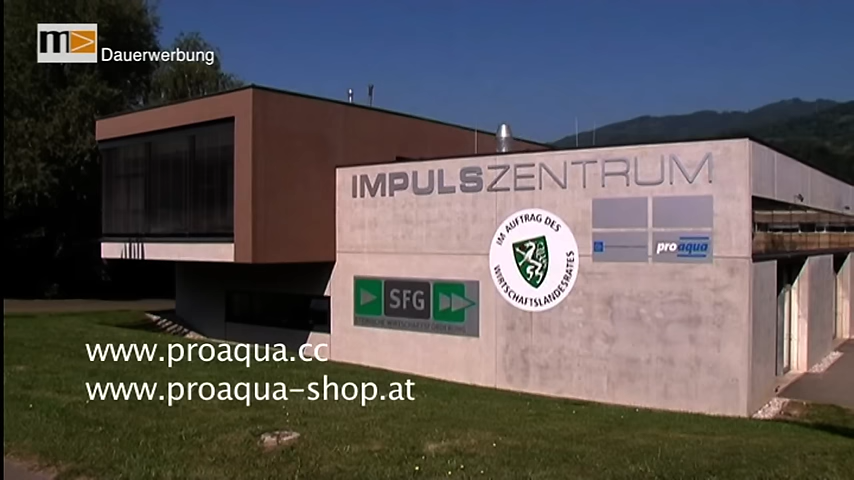 m
Dauerwerbung
IMPULSZENTRUM
IM AUFTRAG DES
WIRTSCHAFTSLANDESRATES
proaqua
SFG
www.proaqua.cc
www.proaqua-shop.at